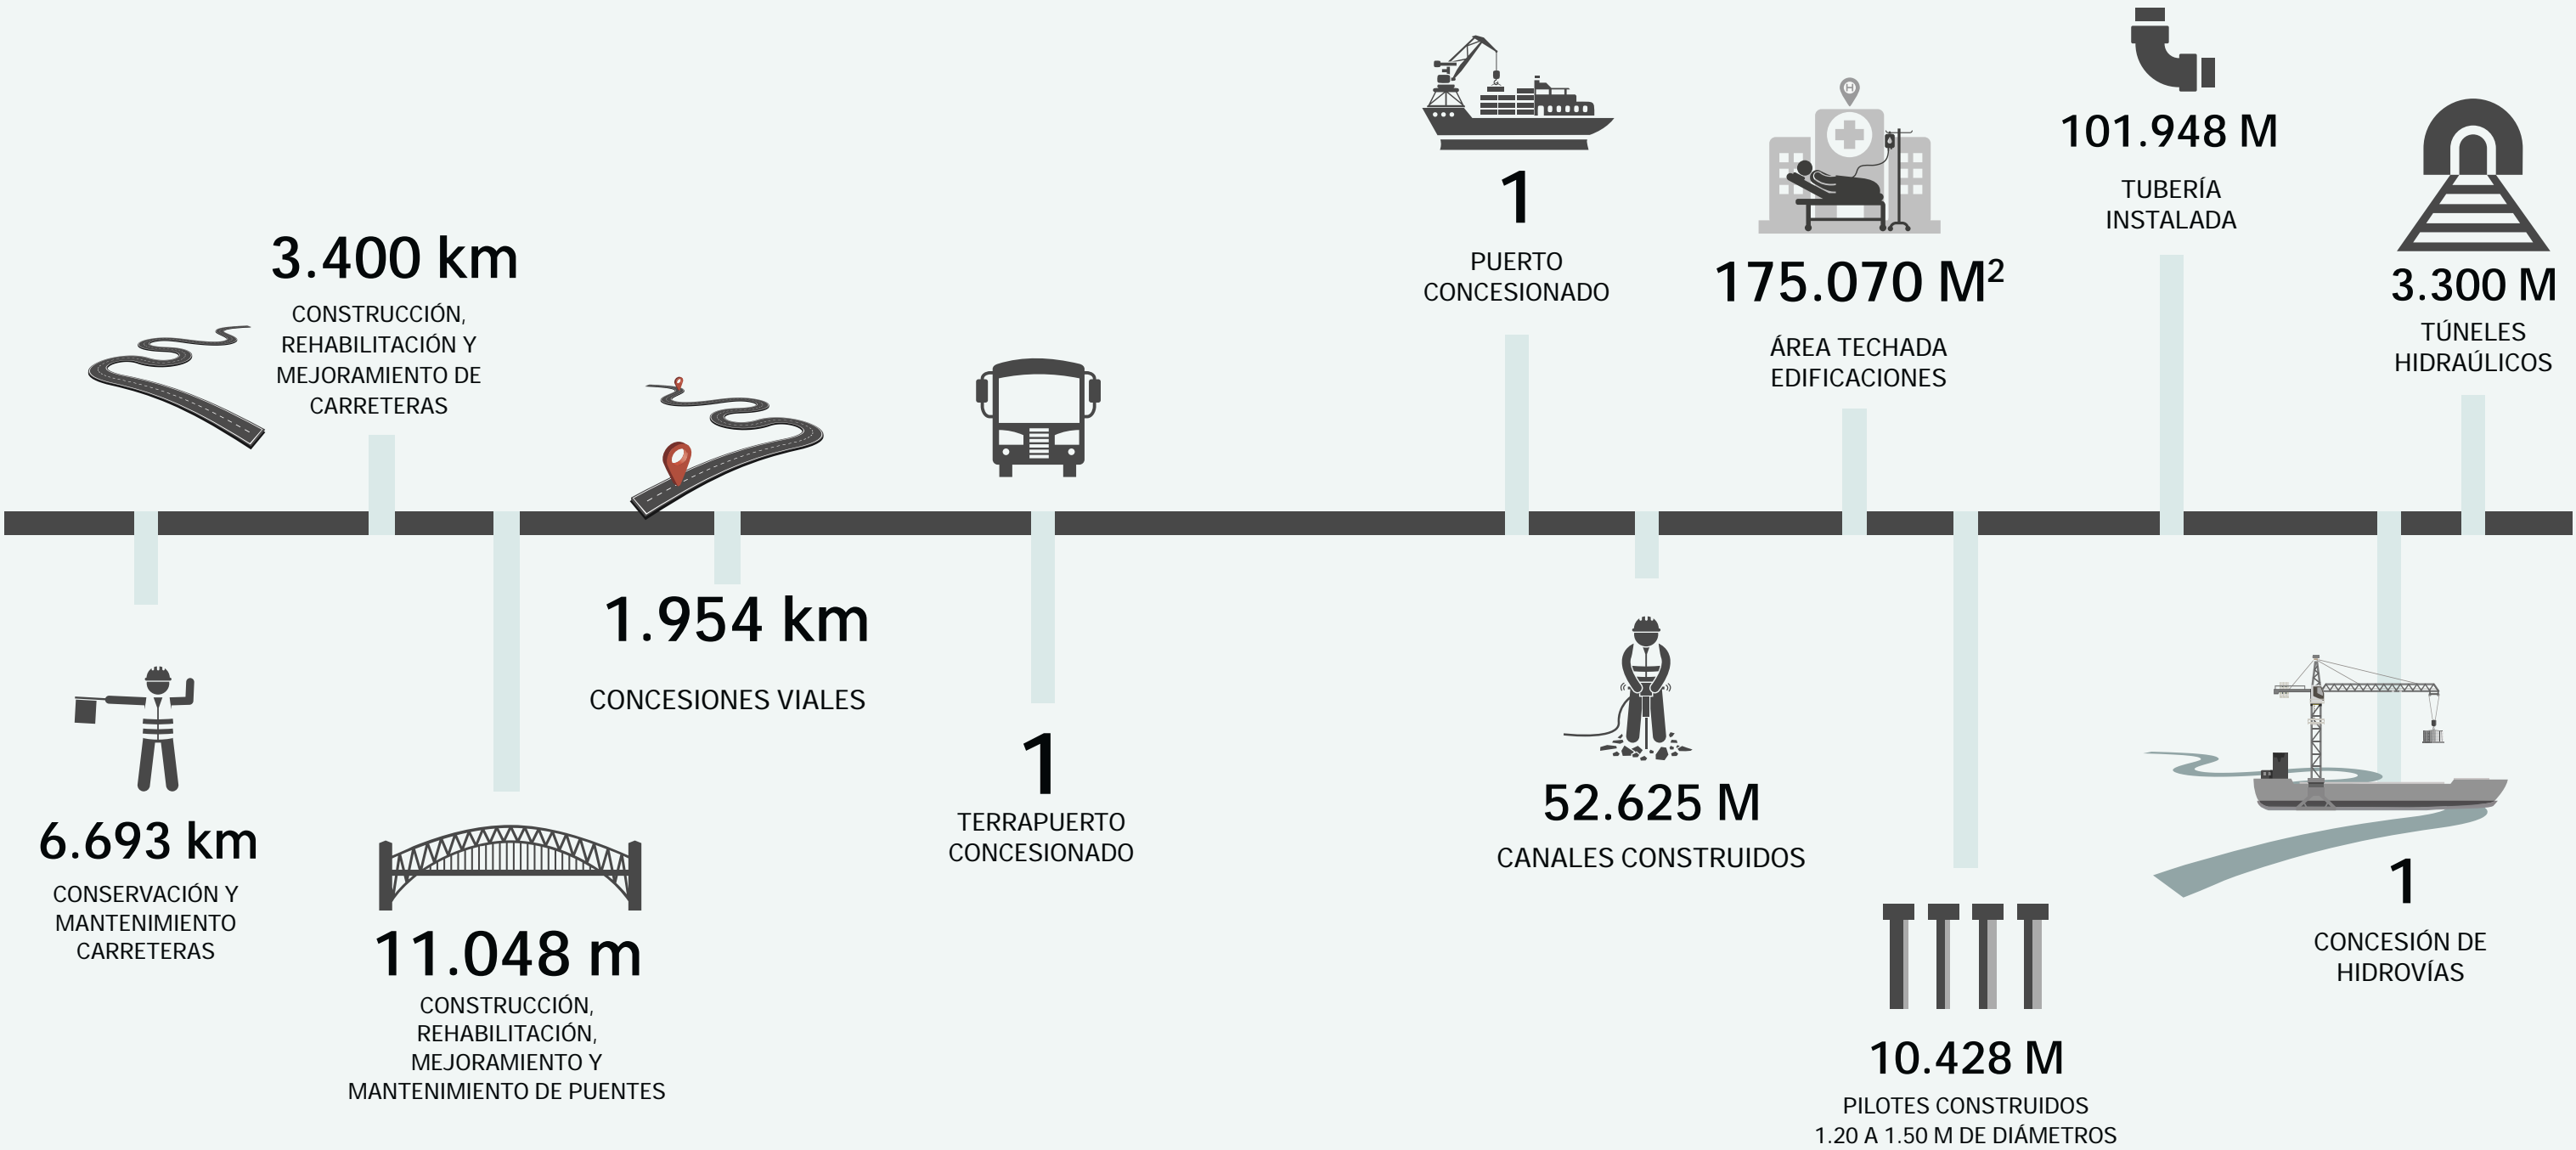 6.693 km
CONSERVACIÓN Y
MANTENIMIENTO
CARRETERAS
3.400 km
CONSTRUCCIÓN,
REHABILITACIÓN Y
MEJORAMIENTO DE
CARRETERAS
11.048 m
CONSTRUCCIÓN,
REHABILITACIÓN,
MEJORAMIENTO Y
MANTENIMIENTO DE PUENTES
1.954 km
CONCESIONES VIALES
1
TERRAPUERTO
CONCESIONADO
1
PUERTO
CONCESIONADO
52.625 M
CANALES CONSTRUIDOS
H
175.070 M²
ÁREA TECHADA
EDIFICACIONES
10.428 M
PILOTES CONSTRUIDOS
1.20 A 1.50 M DE DIÁMETROS
101.948 M
TUBERÍA
INSTALADA
1
CONCESIÓN DE
HIDROVÍAS
3.300 M
TÚNELES
HIDRAÚLICOS